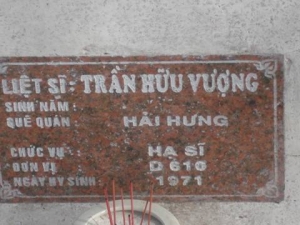 LIỆT SĨ: TRẦN HỮU VƯỢNG
SINH NĂM:
QUÊ QUÁN: HẢI HƯNG
CHỨC VỤ: HẠ SĨ
ĐƠN VỊ: D 610
NGÀY HY SINH: 1971